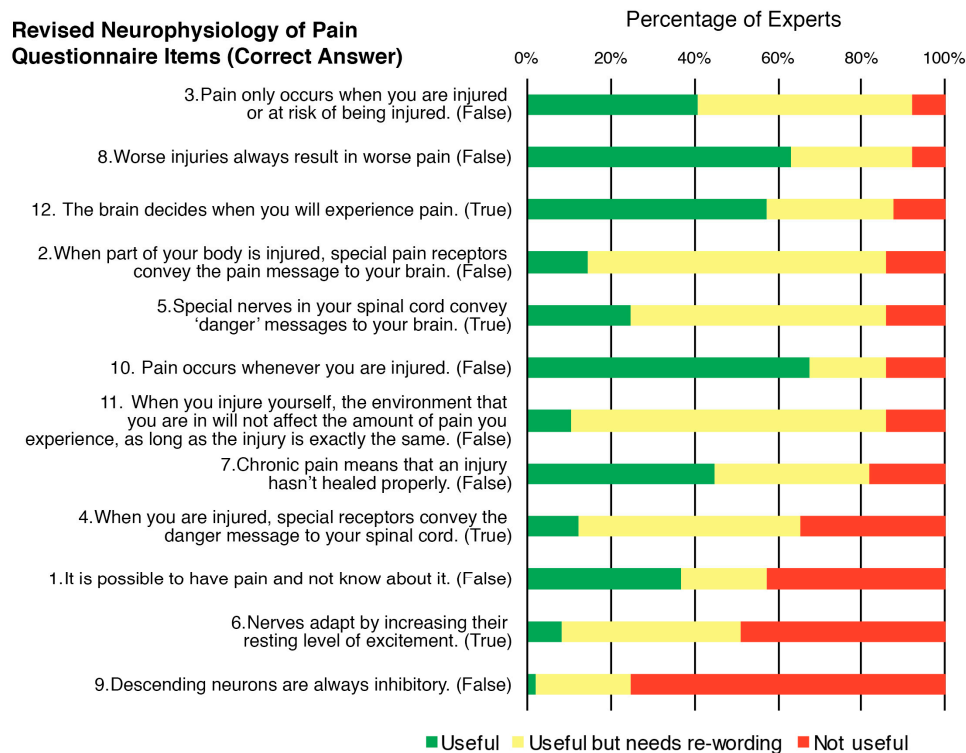 Revised Neurophysiology of Pain
Questionnaire Items (Correct Answer)
Percentage of Experts
0% 20% 40% 60% 80% 100%
3.Pain only occurs when you are injured
or at risk of being injured. (False)
8.Worse injuries always result in worse pain (False)
12. The brain decides when you will experience pain. (True)
2.When part of your body is injured, special pain receptors
convey the pain message to your brain. (False)
5.Special nerves in your spinal cord convey
‘danger’ messages to your brain. (True)
10. Pain occurs whenever you are injured. (False)
11. When you injure yourself, the environment that
you are in will not affect the amount of pain you
experience, as long as the injury is exactly the same. (False)
7.Chronic pain means that an injury
hasn’t healed properly. (False)
4.When you are injured, special receptors convey the
danger message to your spinal cord. (True)
1.It is possible to have pain and not know about it. (False)
6.Nerves adapt by increasing their
resting level of excitement. (True)
9.Descending neurons are always inhibitory. (False)
Useful Useful but needs re-wording Not useful